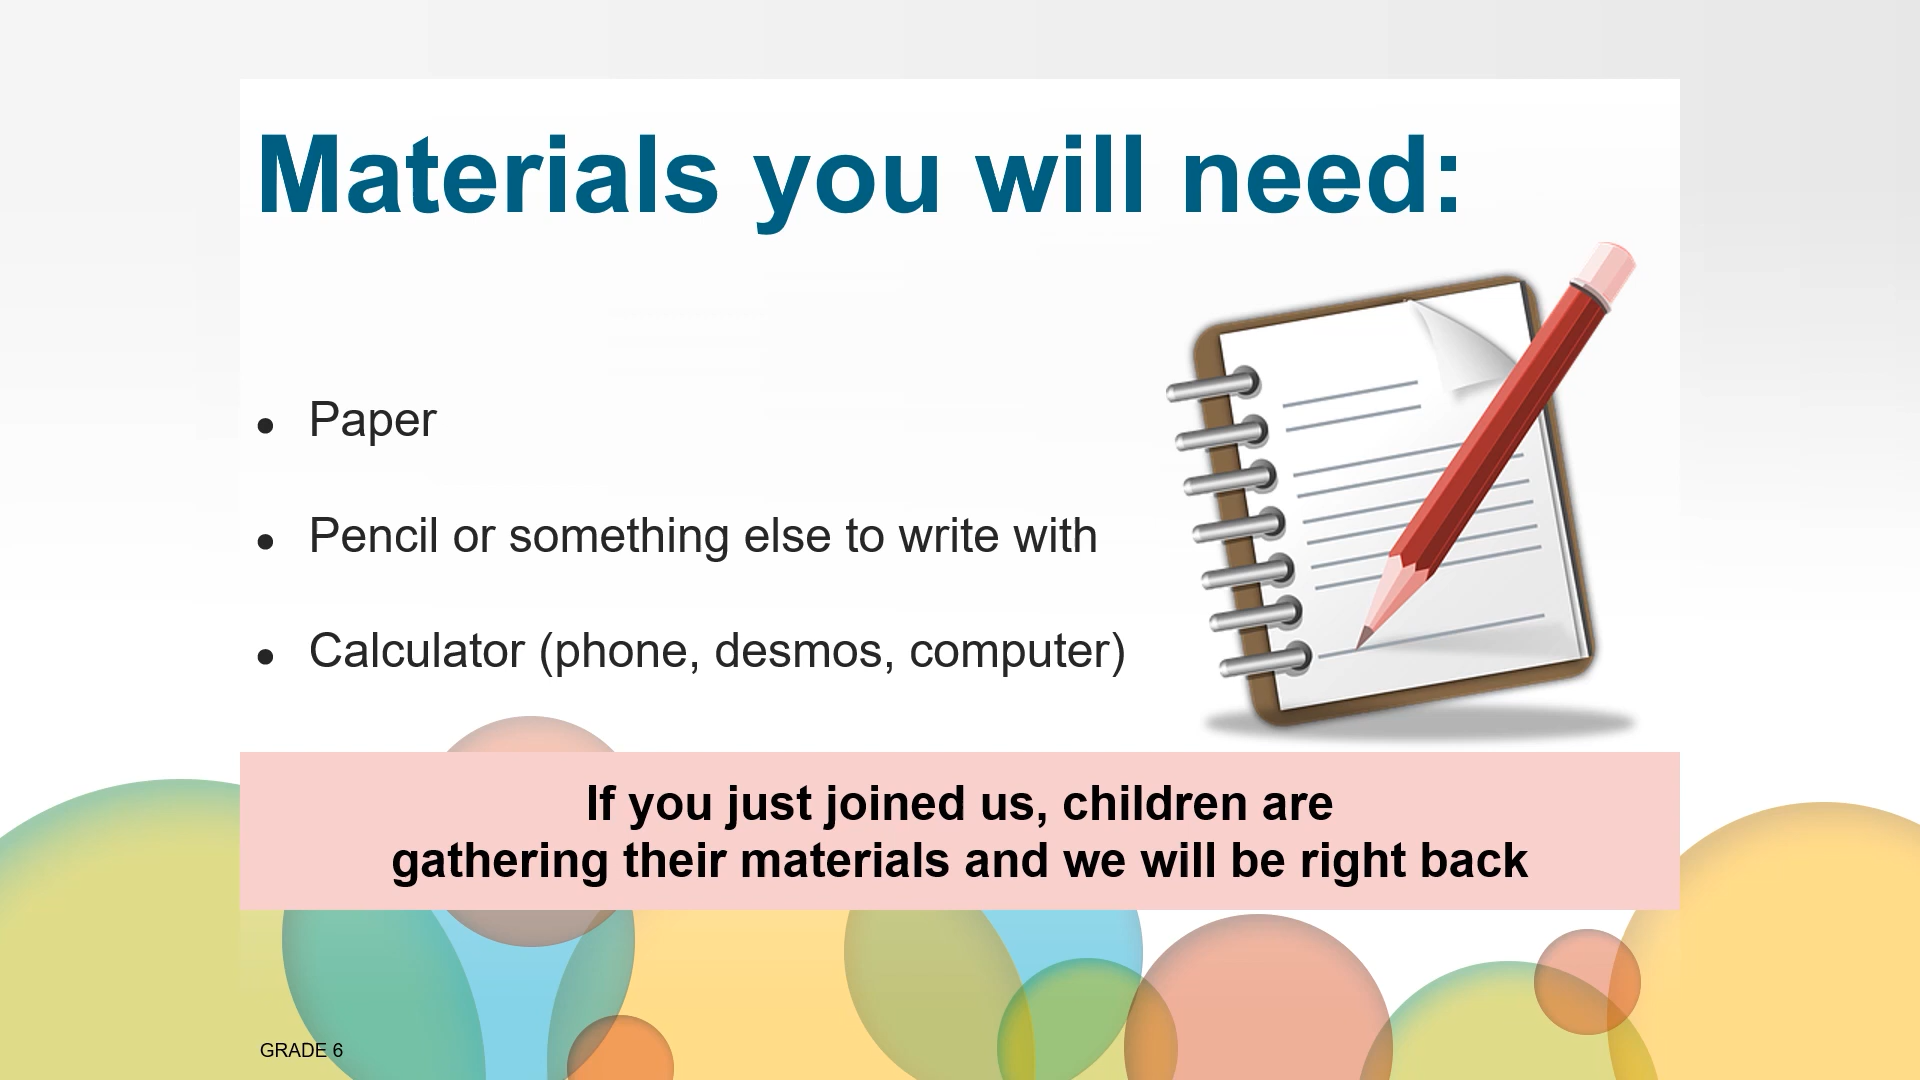 Materials you will need:
● Paper
● Pencil or something else to write with
● Calculator (phone, desmos, computer)
If you just joined us, children are
gathering their materials and we will be right back
GRADE 6